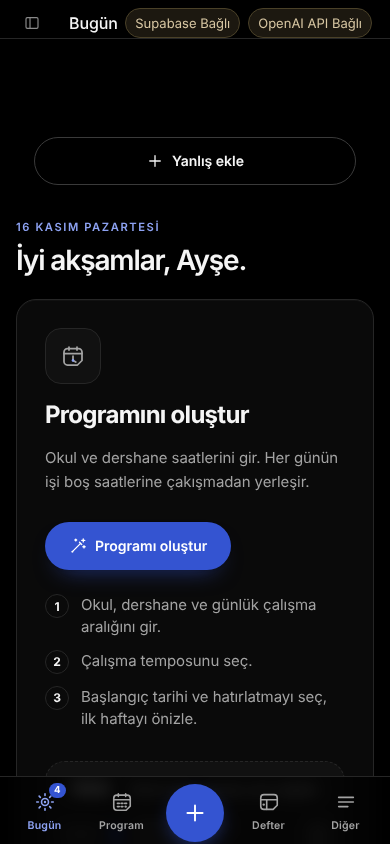 Bugün
Supabase Bağlı
OpenAI API Bağlı
Yanlış ekle
16 KASIM PAZARTESİ
İyi akşamlar, Ayşe.
Programını oluştur
Okul ve dershane saatlerini gir. Her günün
işi boş saatlerine çakışmadan yerleşir.
Programı oluştur
1 Okul, dershane ve günlük çalışma
aralığını gir.
2 Çalışma temposunu seç.
3 Başlangıç tarihi ve hatırlatmayı seç,
ilk haftayı önizle.
4
Bugün
Program
Defter
Diğer